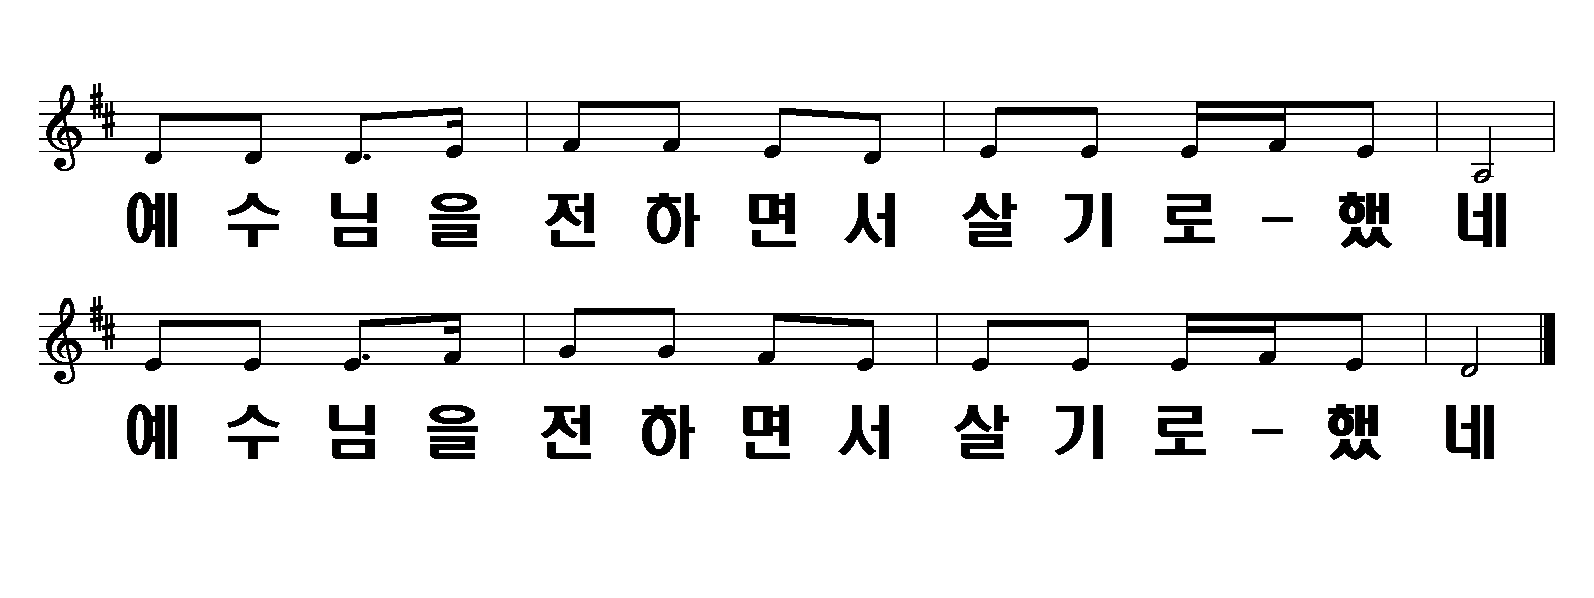 예 수 님 을 전 하 면 서 살 기 로 - 했 네
예 수 님 을 전 하 면 서 살 기 로 - 했 네